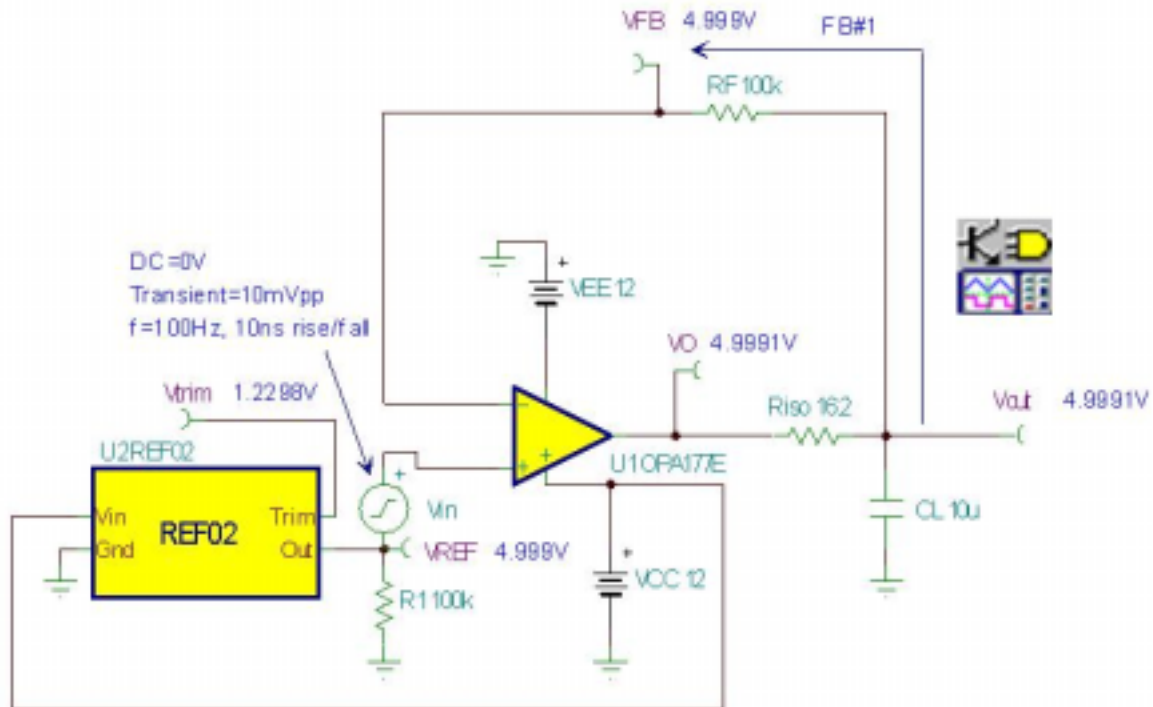 VFB 4.999V
FB#1
RF 100k
DC=0V
Transient=10mVpp
f=100Hz, 10ns rise/fall
VEE 12
VO 4.9991V
Vtrim 1.2298V
Riso 162
Vout 4.9991V
U2REF02
U1OPA177E
Vin
REF02
Trim
Gnd
Out
Vin
VREF 4.999V
CL 10u
VCC 12
R1 100k